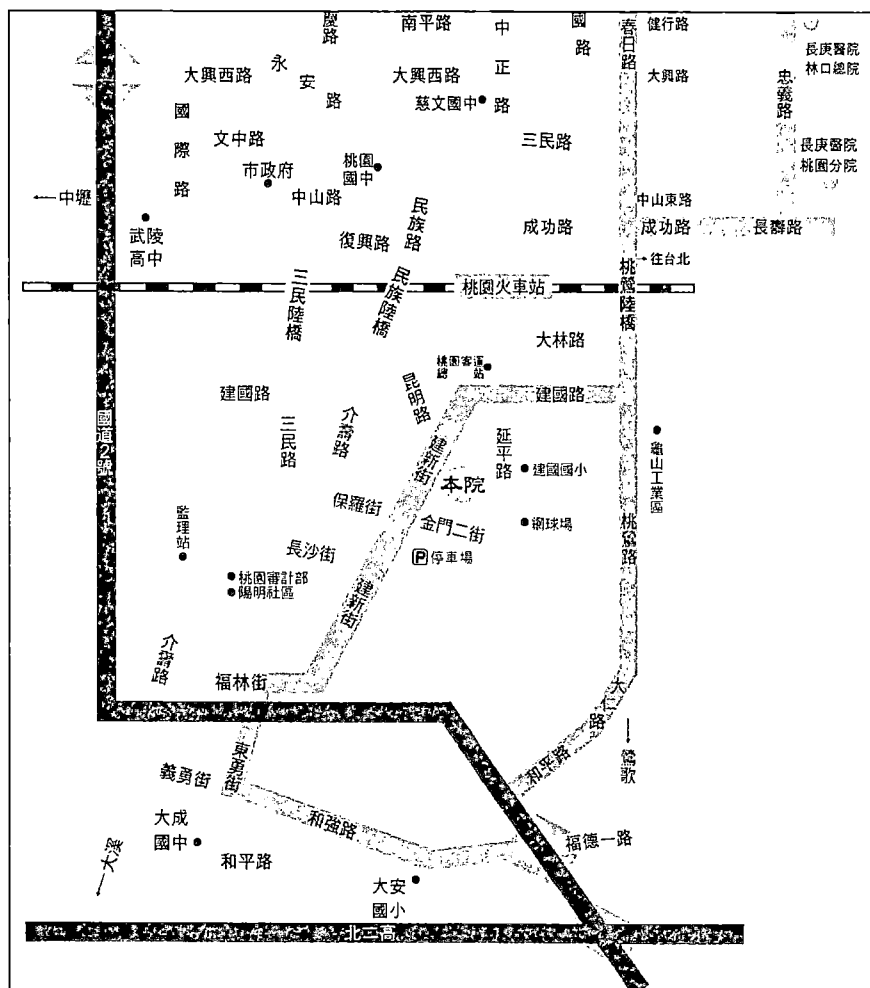 慶路
南平路
中正路
國路
春日路
健行路
長庚醫院
林口總院
大興西路
永安路
大興西路
大興路
忠義路
慈文國中
國際路
文中路
三民路
市政府
桃園
國中
長庚醫院
桃園分院
←中壢
中山路
民族路
中山東路
武陵
高中
復興路
成功路
成功路
長壽路
→往台北
三民陸橋
民族陸橋
桃園火車站
桃鶯陸橋
大林路
桃園客運
總站
建國路
昆明路
建國路
國道2號
三民路
介壽路
建新街
延平路
建國國小
龜山工業區
本院
保羅街
金門二街
網球場
桃鶯路
監理站
長沙街
P停車場
桃園審計部
陽明社區
建新街
介壽路
福林街
大仁路
→鶯歌
東勇街
和平路
義勇街
大成
國中
和強路
福德一路
←大溪
和平路
大安
國小
北二高